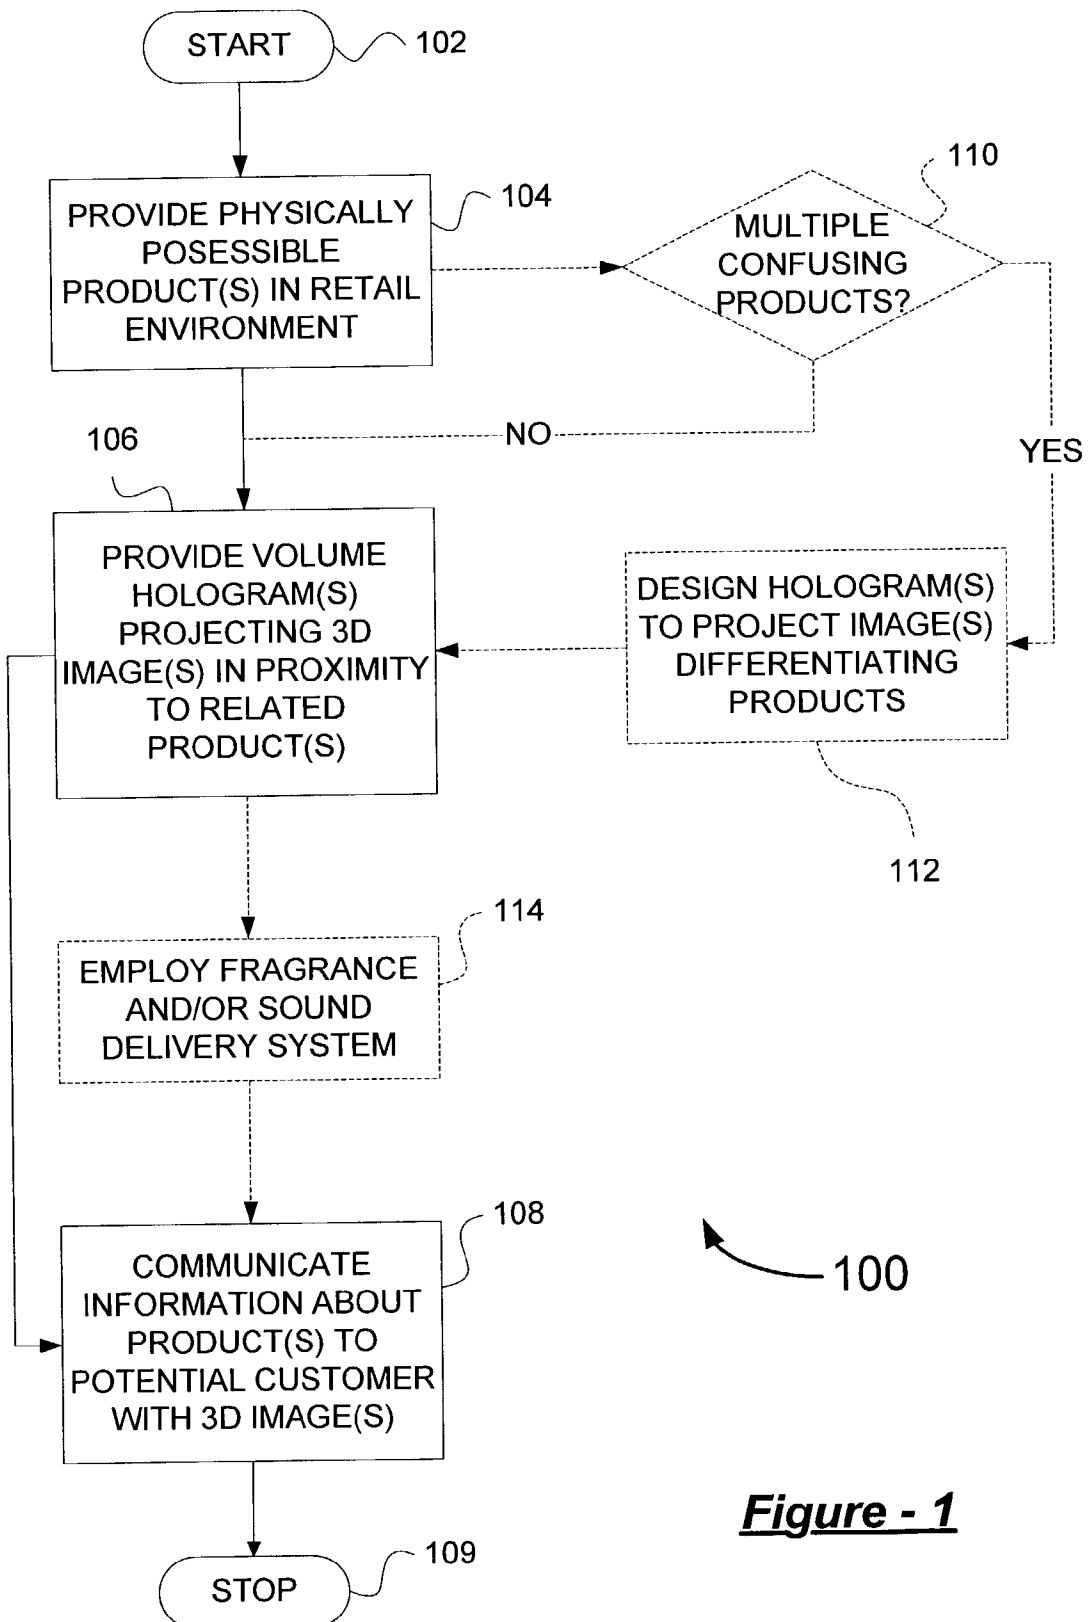 START
102
PROVIDE PHYSICALLY
POSESSIBLE
PRODUCT(S) IN RETAIL
ENVIRONMENT
104
MULTIPLE
CONFUSING
PRODUCTS?
110
NO
YES
106
PROVIDE VOLUME
HOLOGRAM(S)
PROJECTING 3D
IMAGE(S) IN PROXIMITY
TO RELATED
PRODUCT(S)
DESIGN HOLOGRAM(S)
TO PROJECT IMAGE(S)
DIFFERENTIATING
PRODUCTS
112
EMPLOY FRAGRANCE
AND/OR SOUND
DELIVERY SYSTEM
114
COMMUNICATE
INFORMATION ABOUT
PRODUCT(S) TO
POTENTIAL CUSTOMER
WITH 3D IMAGE(S)
108
100
STOP
109
Figure - 1